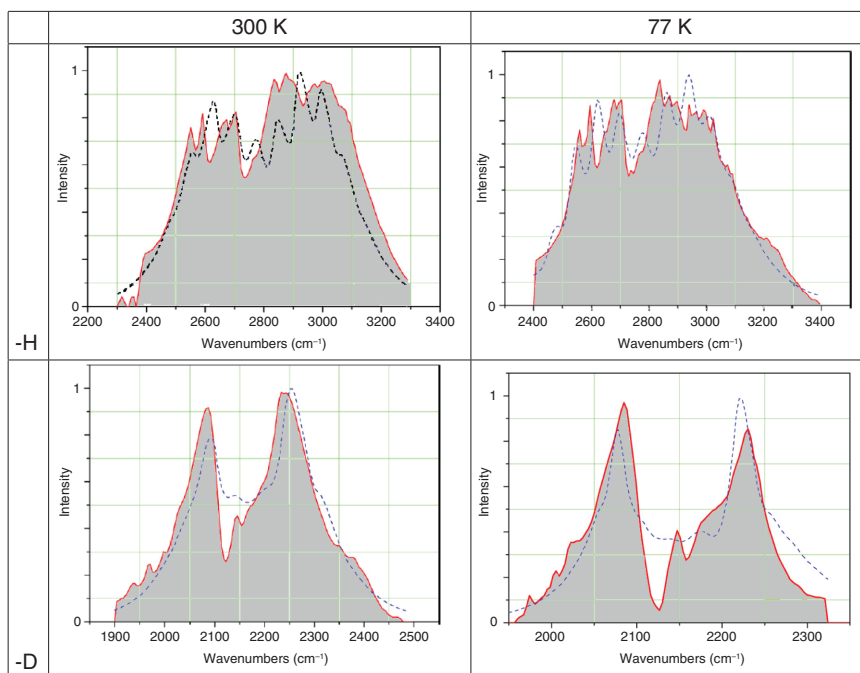 300 K
77 K
-H
Intensity
1
0
2200 2400 2600 2800 3000 3200 3400
Wavenumbers (cm⁻¹)
Intensity
1
0
2400 2600 2800 3000 3200 3400
Wavenumbers (cm⁻¹)
-D
Intensity
1
0
1900 2000 2100 2200 2300 2400 2500
Wavenumbers (cm⁻¹)
Intensity
1
0
2000 2100 2200 2300
Wavenumbers (cm⁻¹)